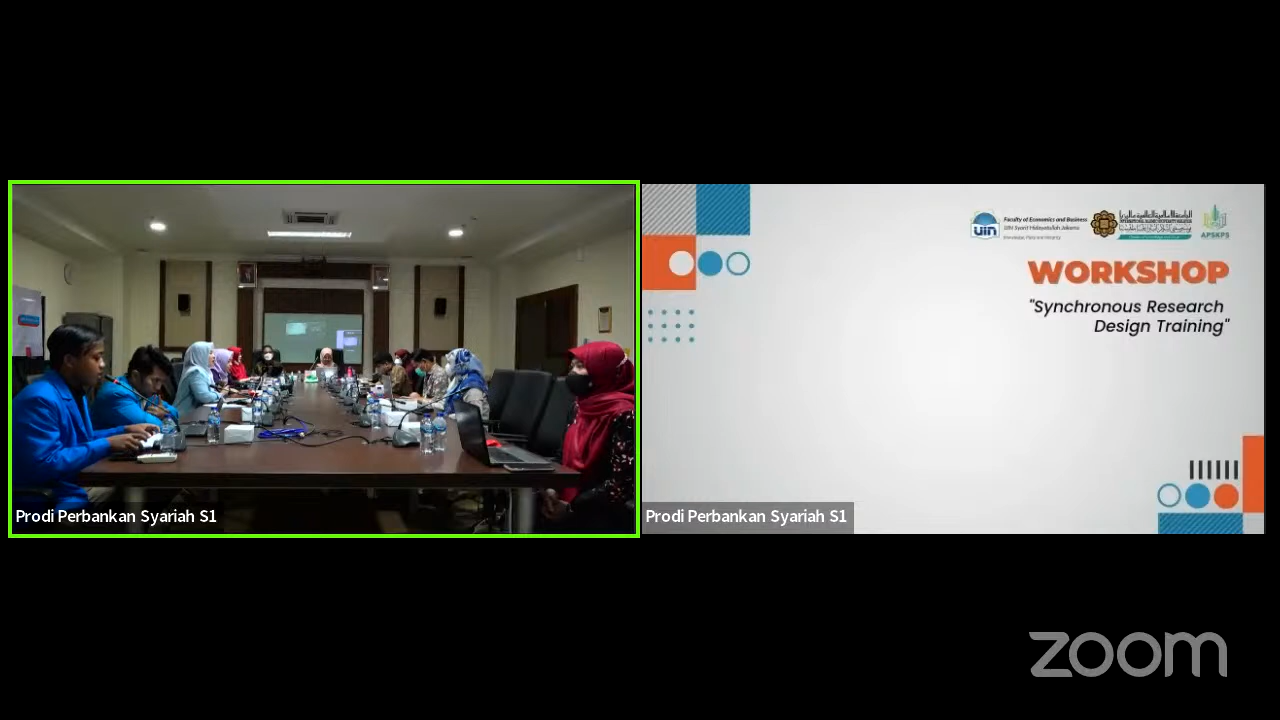 Prodi Perbankan Syariah S1
Faculty of Economics and Business
UIN Syarif Hidayatullah Jakarta
uin
APSKPS
WORKSHOP
"Synchronous Research
Design Training"
Prodi Perbankan Syariah S1
zoom